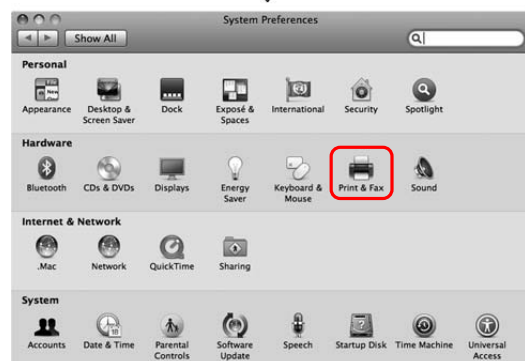 System Preferences
Show All
Personal
Appearance Desktop & Screen Saver Dock Exposé & Spaces International Security Spotlight
Hardware
Bluetooth CDs & DVDs Displays Energy Saver Keyboard & Mouse Print & Fax Sound
Internet & Network
.Mac Network QuickTime Sharing
System
Accounts Date & Time Parental Controls Software Update Speech Startup Disk Time Machine Universal Access